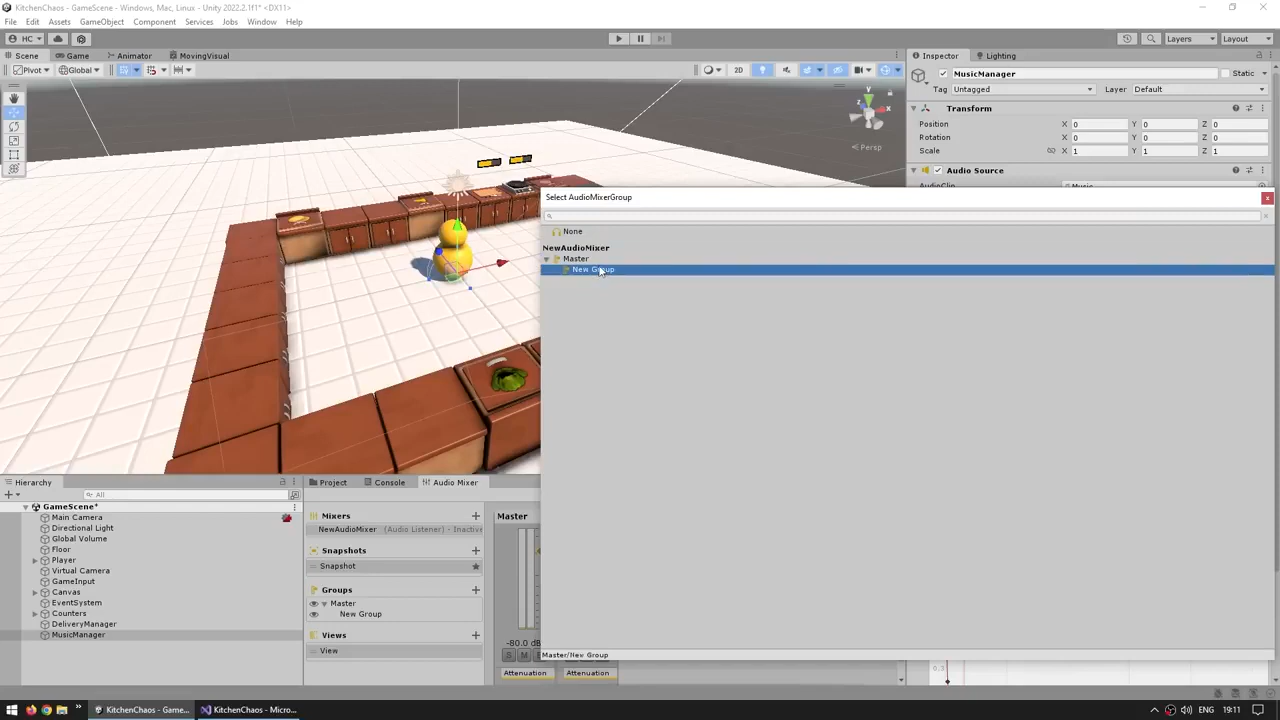 KitchenChaos - GameScene - Windows, Mac, Linux - Unity 2022.2.1f1* <DX11>
File Edit Assets GameObject Component Services Jobs Window Help
HC
Layers Layout
Scene Game Animator MovingVisual
Inspector Lighting
Pivot Global 2D
MusicManager Static
Tag Untagged Layer Default
Transform
Position X 0 Y 0 Z 0
Rotation X 0 Y 0 Z 0
Scale X 1 Y 1 Z 1
y
x
Persp
Audio Source
AudioClip Music
Select AudioMixerGroup
None
NewAudioMixer
Master
New Group
Master/New Group
Hierarchy
All
GameScene*
Main Camera
Directional Light
Global Volume
Floor
Player
Virtual Camera
GameInput
Canvas
EventSystem
Counters
DeliveryManager
MusicManager
Project Console Audio Mixer
Mixers
NewAudioMixer (Audio Listener) - Inactive
Snapshots
Snapshot
Groups
Master
New Group
Views
View
Master
-80.0 dB
S M
Attenuation Attenuation
KitchenChaos - Game...
KitchenChaos - Micro...
ENG 19:11